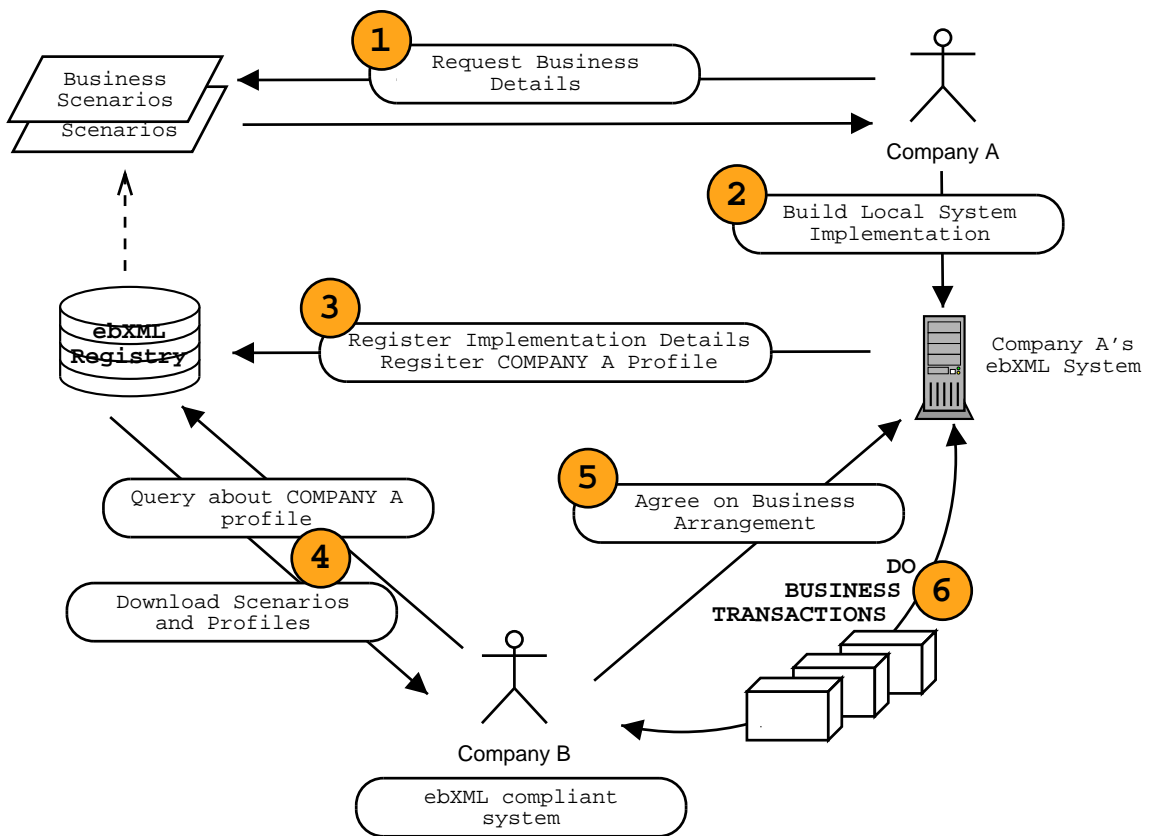 1
Request Business
Details
Business
Scenarios
Scenarios
Company A
2
Build Local System
Implementation
3
Register Implementation Details
Regsiter COMPANY A Profile
ebXML
Registry
Company A's
ebXML System
Query about COMPANY A
profile
4
Download Scenarios
and Profiles
5
Agree on Business
Arrangement
DO
BUSINESS
TRANSACTIONS
6
Company B
ebXML compliant
system